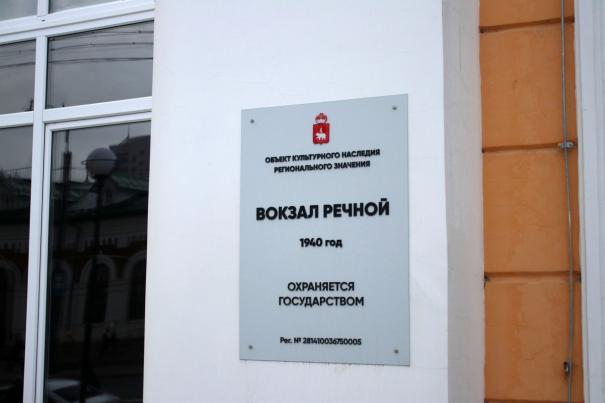 ОБЪЕКТ КУЛЬТУРНОГО НАСЛЕДИЯ
РЕГИОНАЛЬНОГО ЗНАЧЕНИЯ
ВОКЗАЛ РЕЧНОЙ
1940 год
ОХРАНЯЕТСЯ
ГОСУДАРСТВОМ
Рег. № 281410036750005